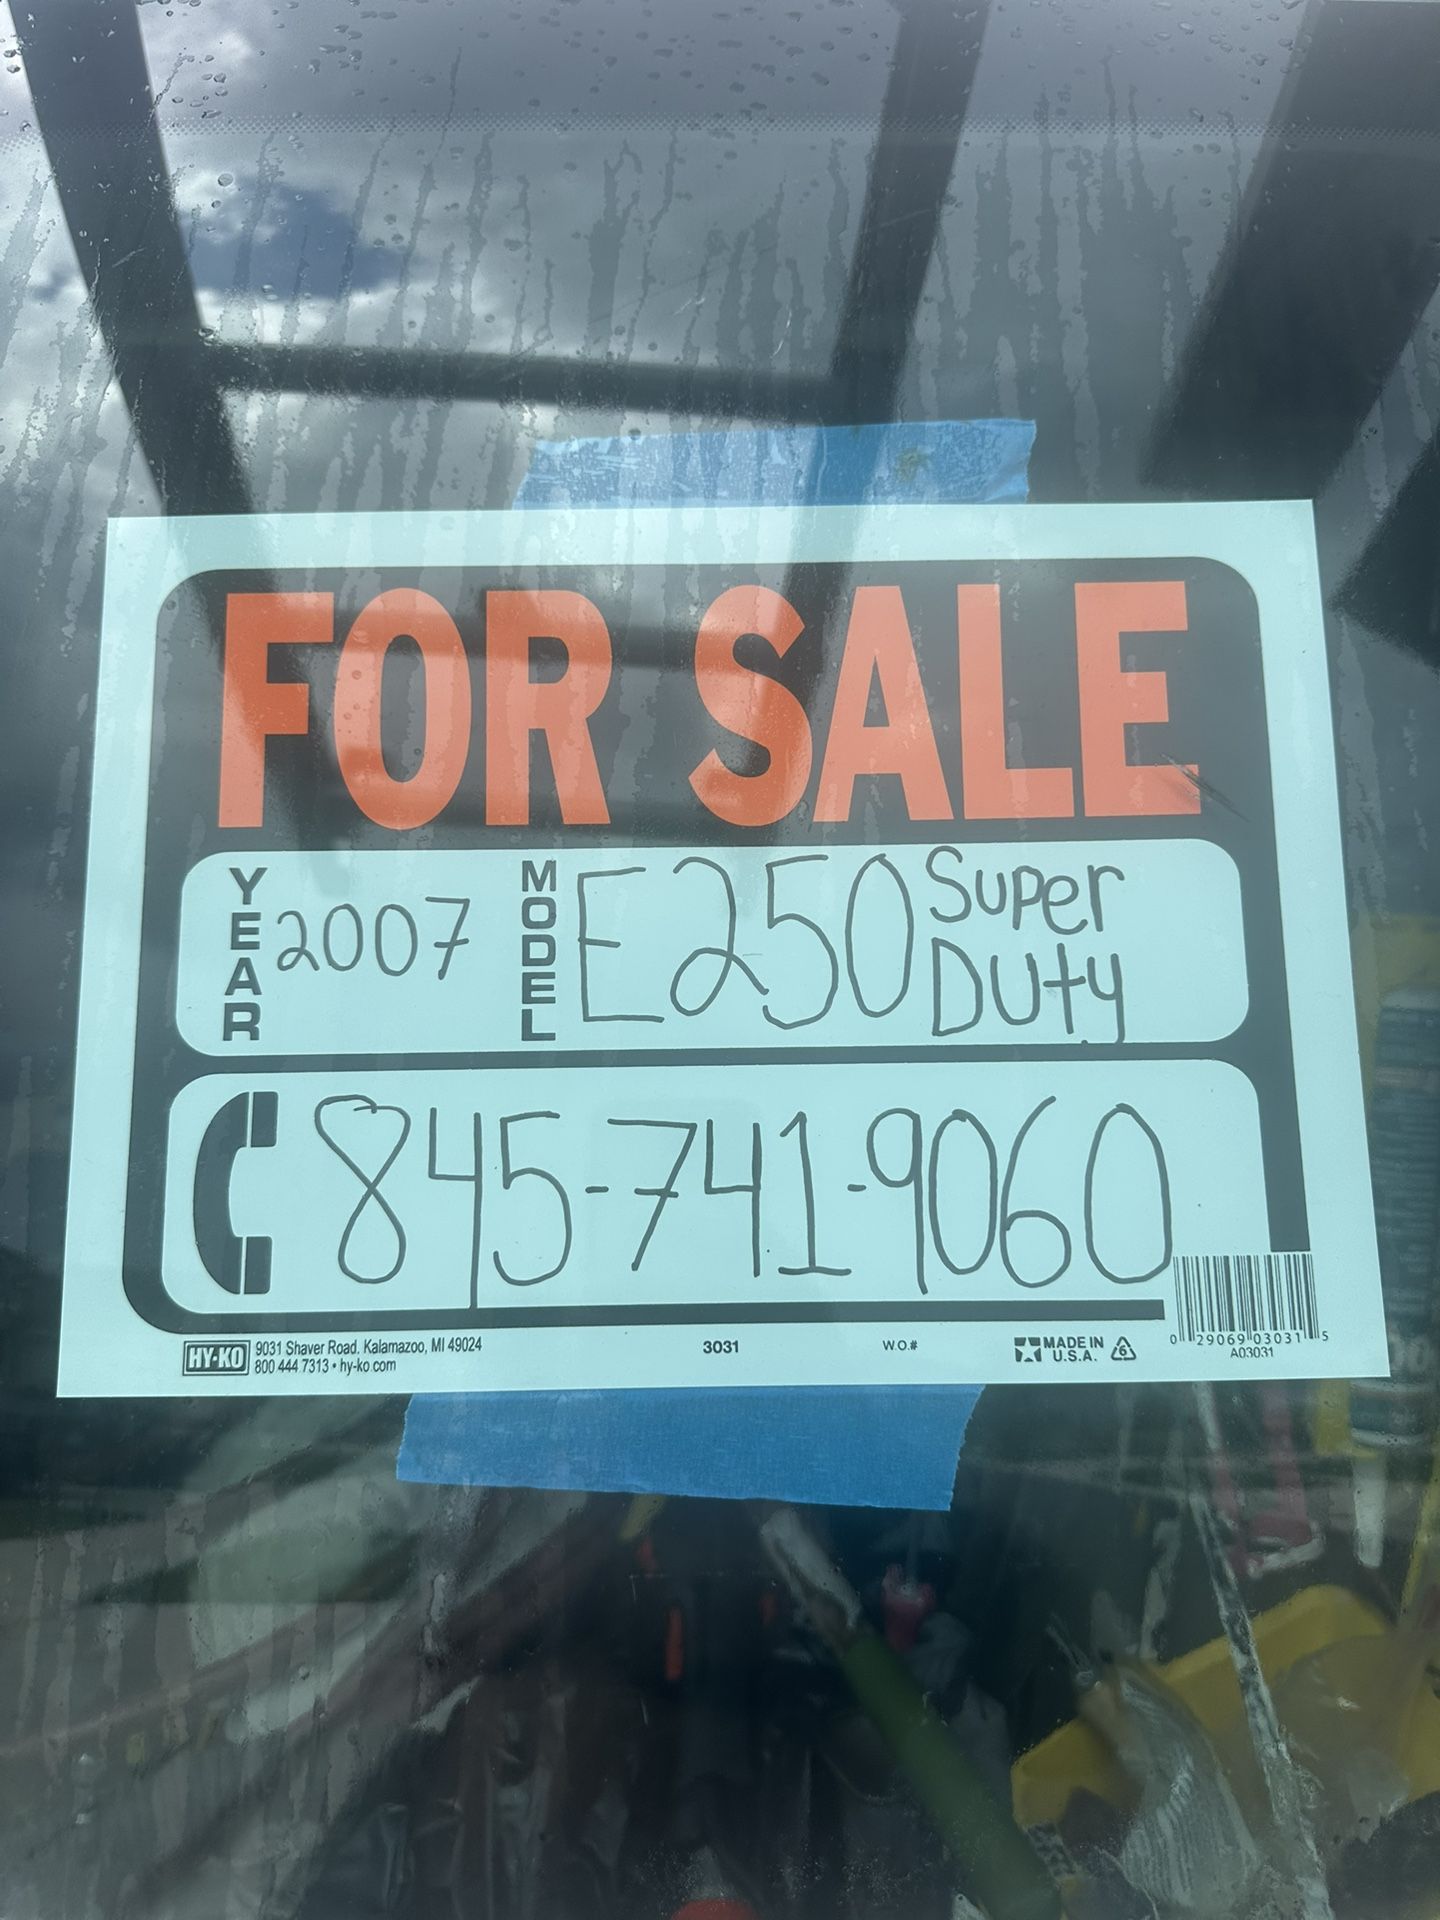 FOR SALE
YEAR 2007 MODEL E250 Super Duty
845-741-9060
HY-KO 9031 Shaver Road. Kalamazoo, MI 49024
800 444 7313 • hy-ko.com
3031
W.O.#
MADE IN U.S.A.
6
0 29069 03031 5
A03031